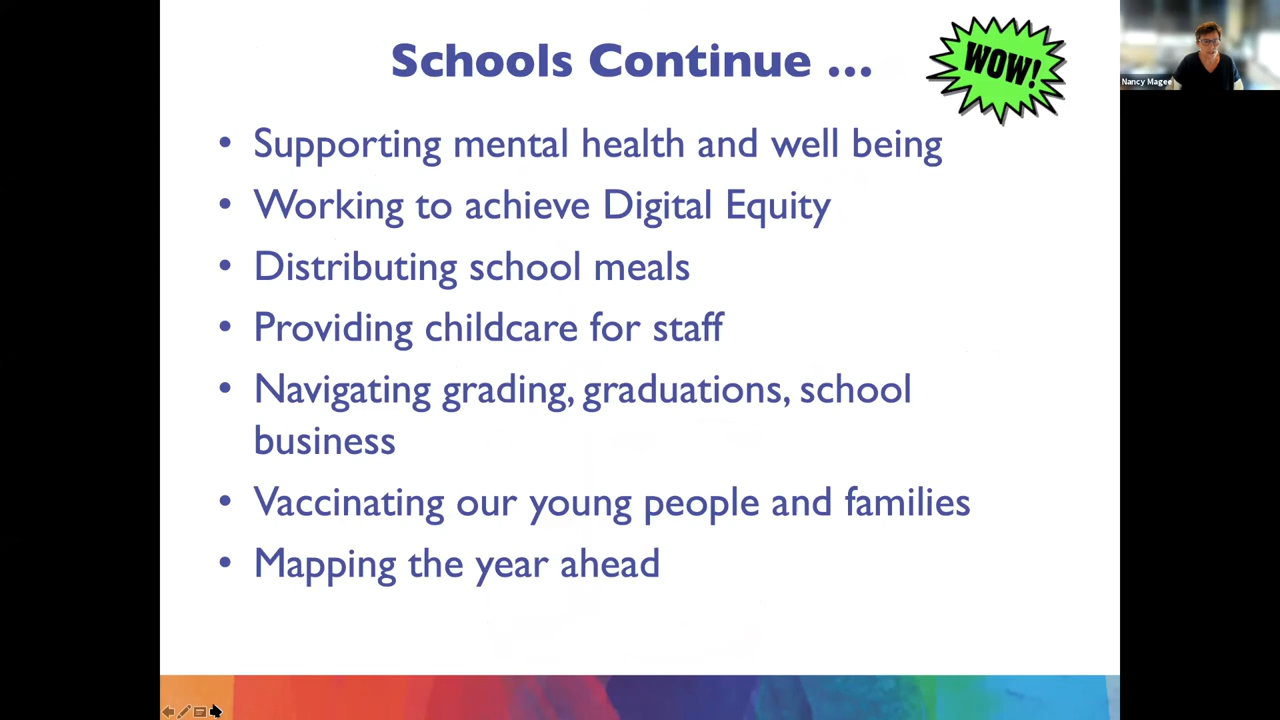 Schools Continue ...
WOW!
Nancy Magee
• Supporting mental health and well being
• Working to achieve Digital Equity
• Distributing school meals
• Providing childcare for staff
• Navigating grading, graduations, school
business
• Vaccinating our young people and families
• Mapping the year ahead